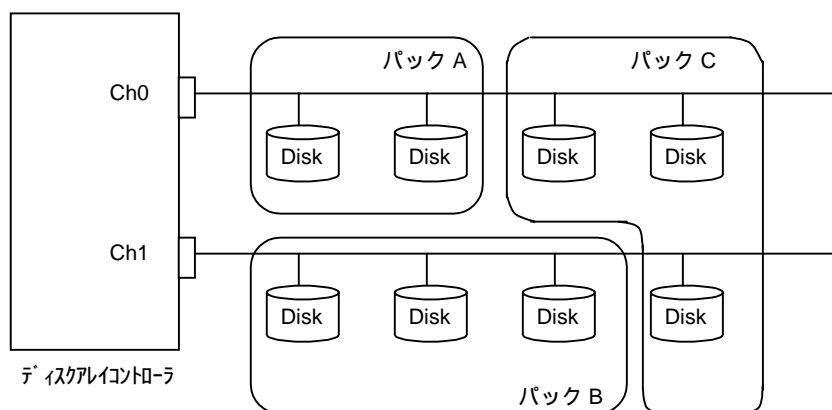 パック A
パック C
Ch0
Disk
Disk
Disk
Disk
Ch1
Disk
Disk
Disk
Disk
ﾃﾞｨｽｸｱﾚｲｺﾝﾄﾛｰﾗ
パック B